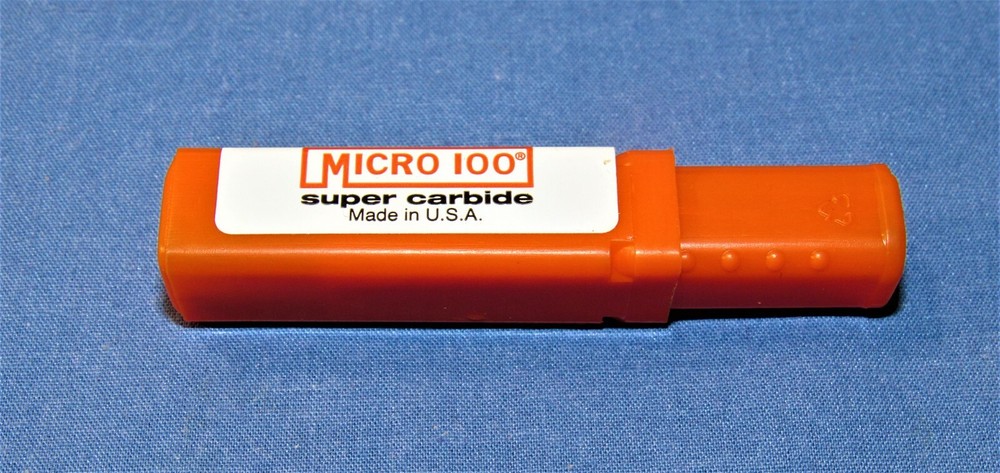 MICRO 100®
super carbide
Made in U.S.A.